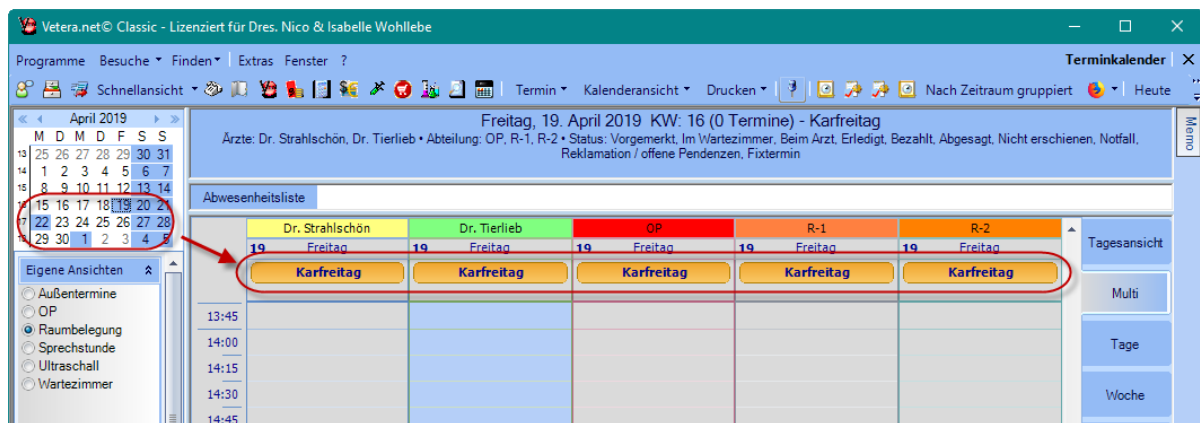 Vetera.net© Classic - Lizenziert für Dres. Nico & Isabelle Wohllebe
Programme Besuche Finden Extras Fenster ? Terminkalender
Schnellansicht Termin Kalenderansicht Drucken Nach Zeitraum gruppiert Heute
April 2019
M D M D F S S
13 25 26 27 28 29 30 31
14 1 2 3 4 5 6 7
15 8 9 10 11 12 13 14
15 16 17 18 19 20 21
17 22 23 24 25 26 27 28
29 30 1 2 3 4 5
Freitag, 19. April 2019 KW: 16 (0 Termine) - Karfreitag
Ärzte: Dr. Strahlschön, Dr. Tierlieb • Abteilung: OP, R-1, R-2 • Status: Vorgemerkt, Im Wartezimmer, Beim Arzt, Erledigt, Bezahlt, Abgesagt, Nicht erschienen, Notfall,
Reklamation / offene Pendenzen, Fixtermin
Memo
Abwesenheitsliste
Dr. Strahlschön Dr. Tierlieb OP R-1 R-2
19 Freitag 19 Freitag 19 Freitag 19 Freitag 19 Freitag
Karfreitag Karfreitag Karfreitag Karfreitag Karfreitag
13:45
14:00
14:15
14:30
14:45
Eigene Ansichten
Außentermine
OP
Raumbelegung
Sprechstunde
Ultraschall
Wartezimmer
Tagesansicht
Multi
Tage
Woche